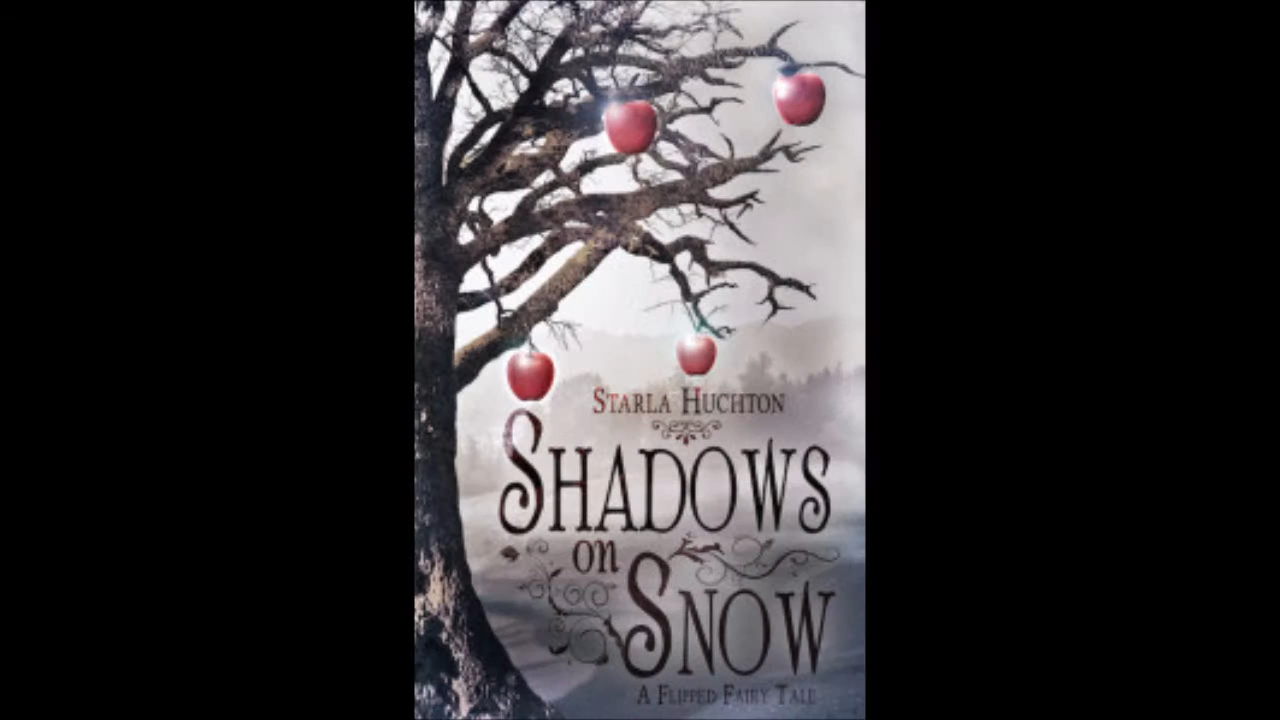 STARLA HUCHTON
SHADOWS
on
SNOW
A FLIPPED FAIRY TALE